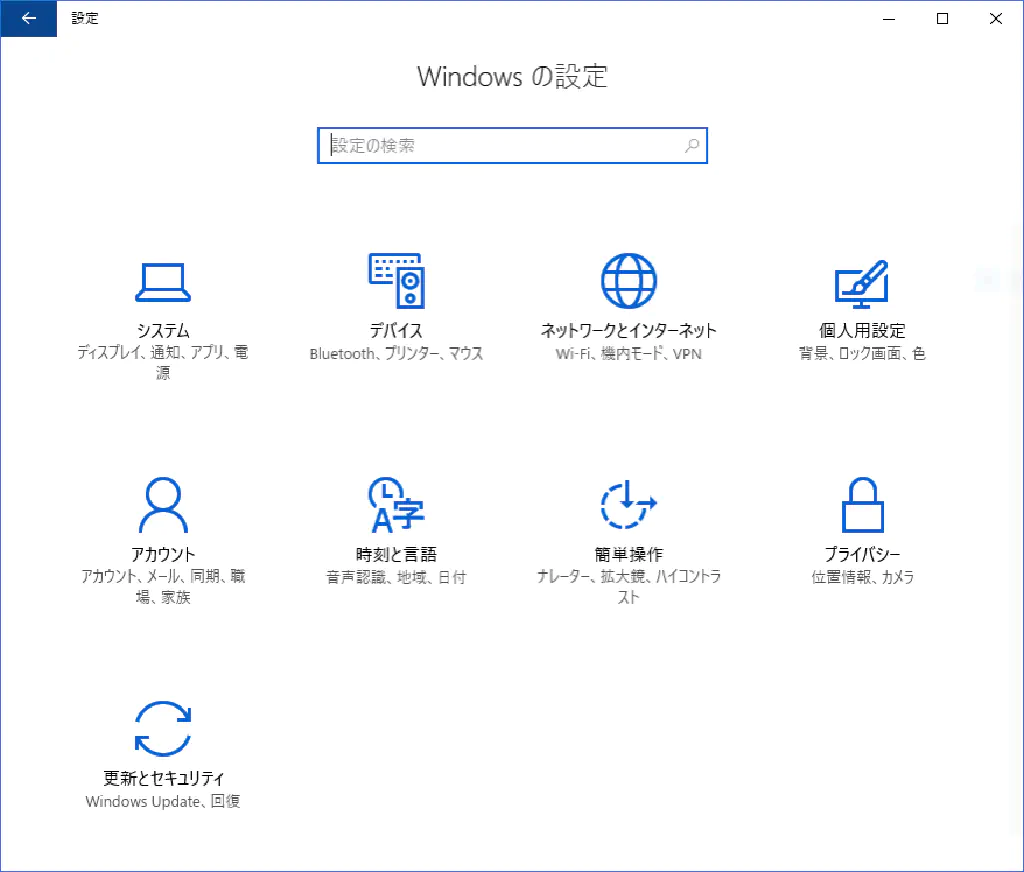 設定
Windows の設定
設定の検索
システム
ディスプレイ、通知、アプリ、電
源
デバイス
Bluetooth、プリンター、マウス
ネットワークとインターネット
Wi-Fi、機内モード、VPN
個人用設定
背景、ロック画面、色
アカウント
アカウント、メール、同期、職
場、家族
時刻と言語
音声認識、地域、日付
簡単操作
ナレーター、拡大鏡、ハイコントラ
スト
プライバシー
位置情報、カメラ
更新とセキュリティ
Windows Update、回復